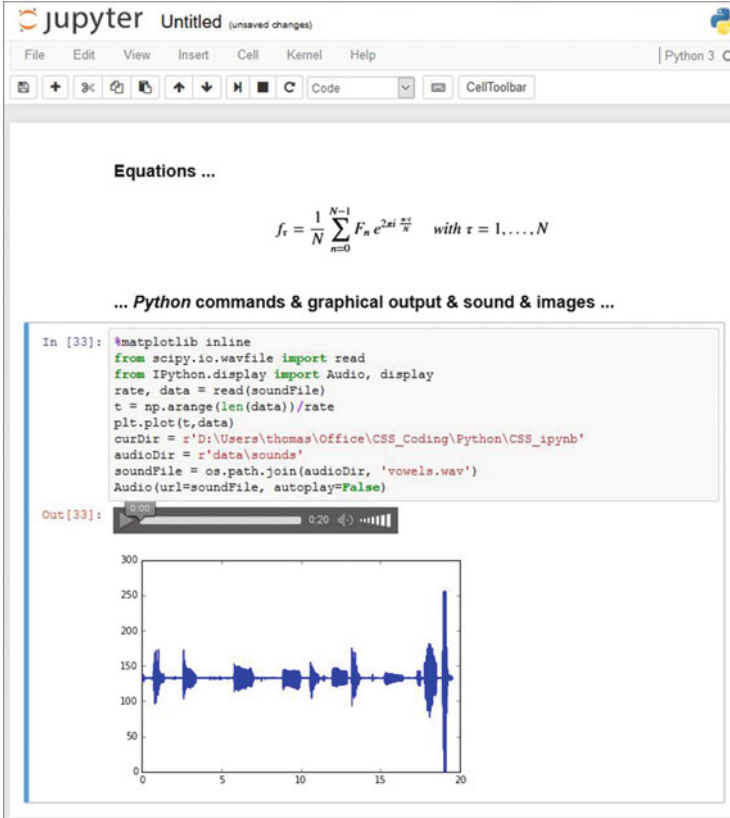 jupyter Untitled (unsaved changes)
File Edit View Insert Cell Kernel Help Python 3
Code CellToolbar
Equations ...
f_τ = 1/N ∑_{n=0}^{N-1} F_n e^{2πi nτ/N} with τ = 1, . . . , N
... Python commands & graphical output & sound & images ...
In [33]: %matplotlib inline
from scipy.io.wavfile import read
from IPython.display import Audio, display
rate, data = read(soundFile)
t = np.arange(len(data))/rate
plt.plot(t,data)
curDir = r'D:\Users\thomas\Office\CSS_Coding\Python\CSS_ipynb'
audioDir = r'data\sounds'
soundFile = os.path.join(audioDir, 'vowels.wav')
Audio(url=soundFile, autoplay=False)
Out[33]: 0:00 0:20
300
250
200
150
100
50
0
0 5 10 15 20